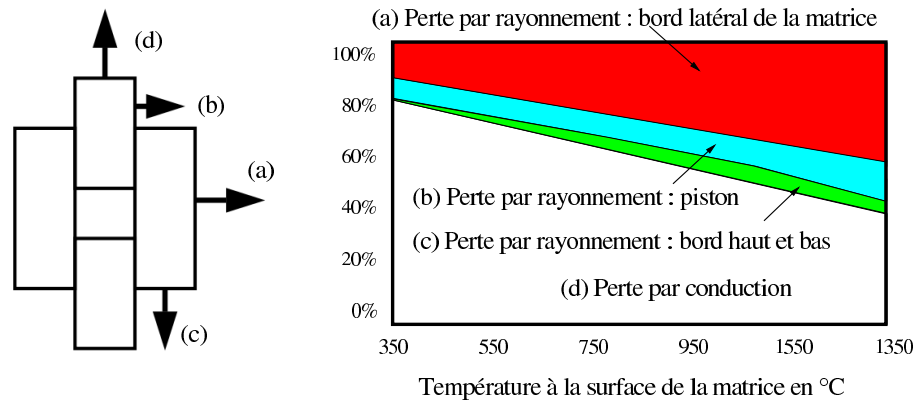 (d)
(b)
(a)
(c)
(a) Perte par rayonnement : bord latéral de la matrice
100%
80%
60%
40%
20%
0%
(b) Perte par rayonnement : piston
(c) Perte par rayonnement : bord haut et bas
(d) Perte par conduction
350 550 750 950 1550 1350
Température à la surface de la matrice en °C